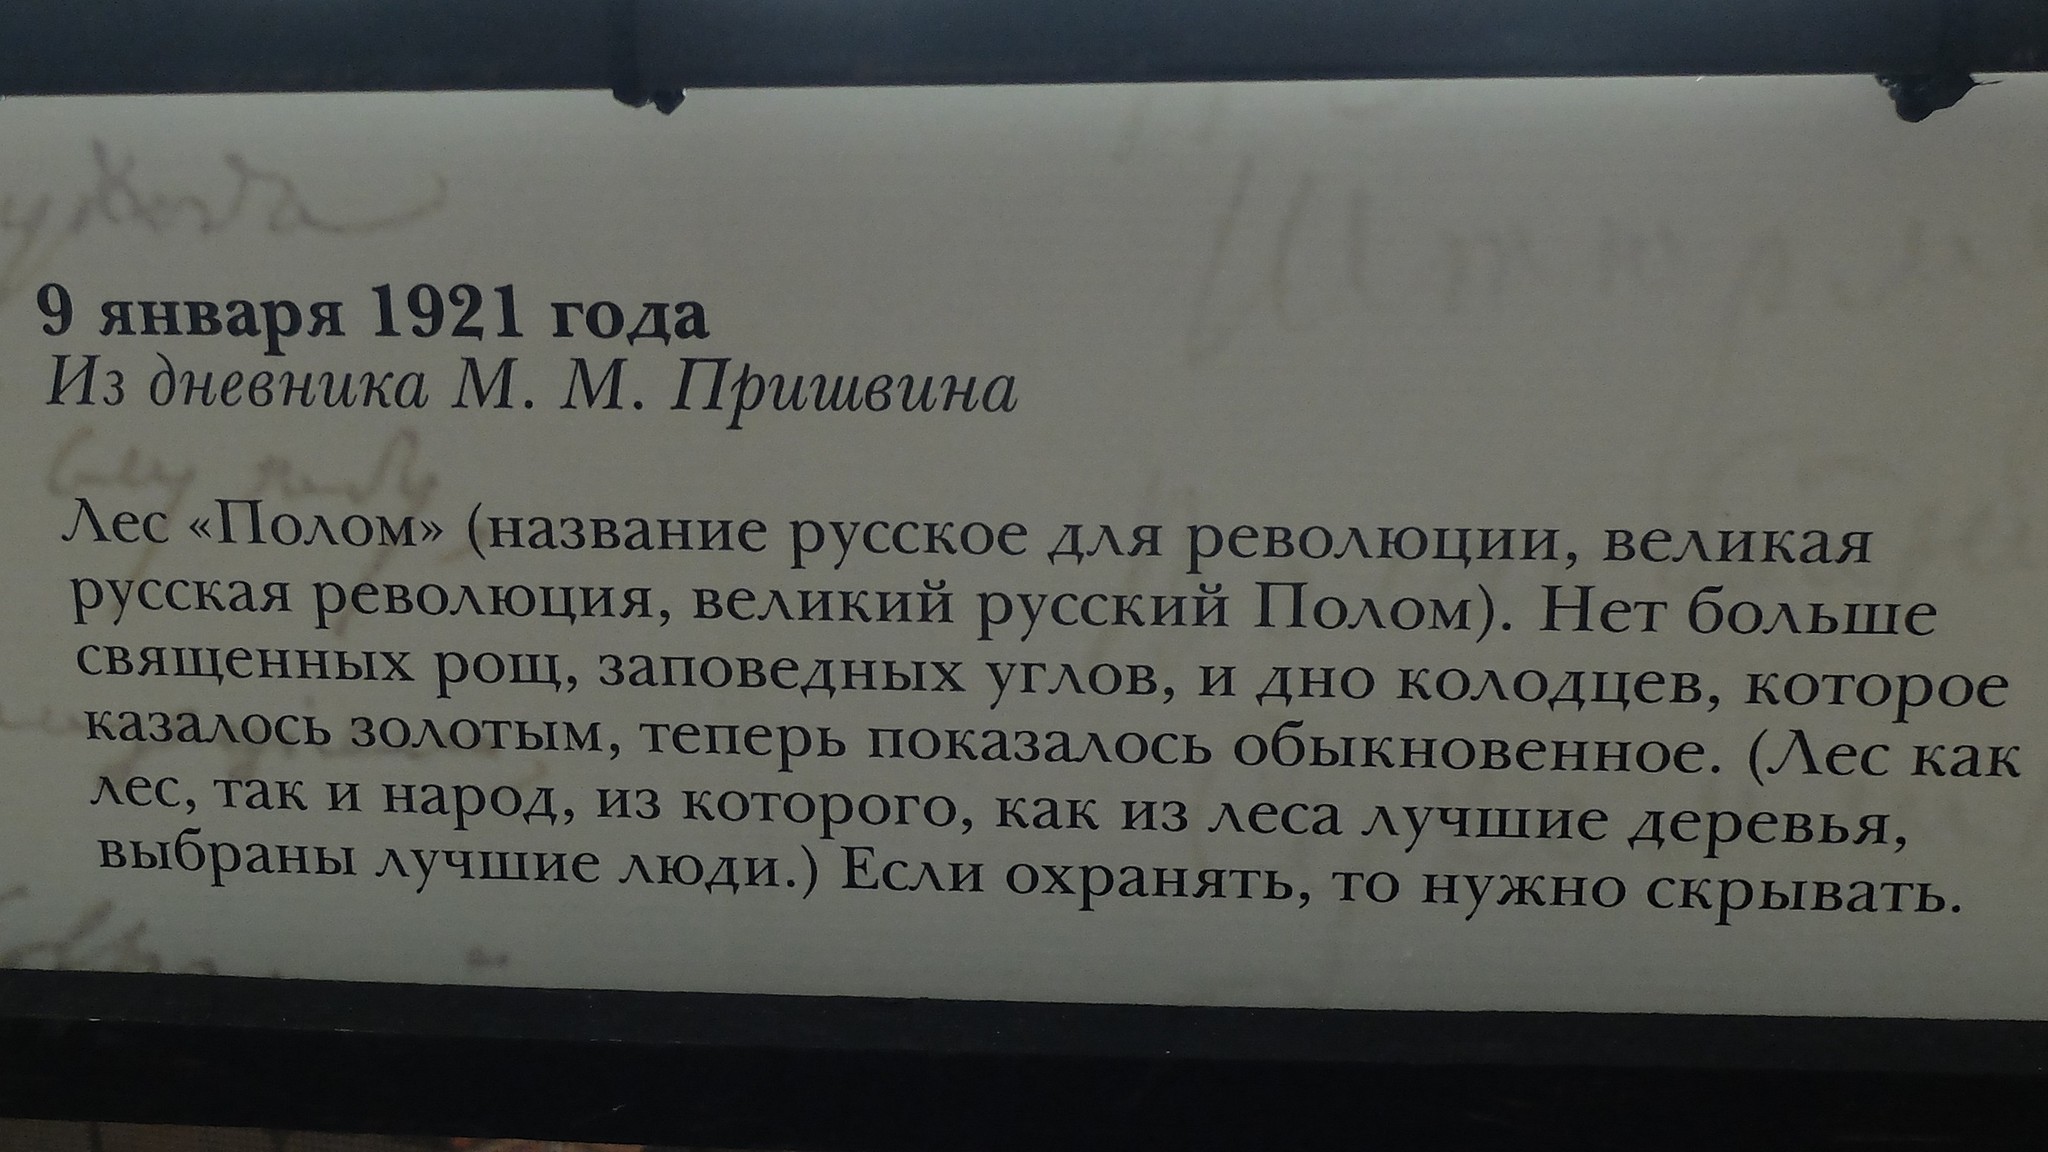 9 января 1921 года
Из дневника М. М. Пришвина
Лес «Полом» (название русское для революции, великая
русская революция, великий русский Полом). Нет больше
священных рощ, заповедных углов, и дно колодцев, которое
казалось золотым, теперь показалось обыкновенное. (Лес как
лес, так и народ, из которого, как из леса лучшие деревья,
выбраны лучшие люди.) Если охранять, то нужно скрывать.